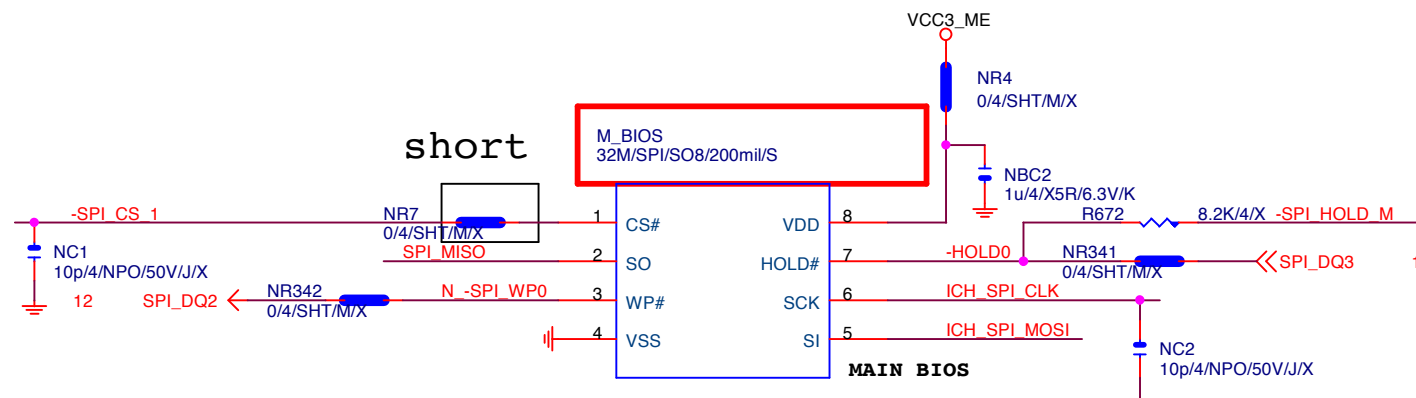 VCC3_ME
NR4
0/4/SHT/M/X
short
M_BIOS
32M/SPI/SO8/200mil/S
NBC2
1u/4/X5R/6.3V/K
-SPI_CS_1
NR7
0/4/SHT/M/X
1
CS#
VDD
8
R672
8.2K/4/X
-SPI_HOLD_M
NC1
10p/4/NPO/50V/J/X
SPI_MISO
2
SO
HOLD#
7
-HOLD0
NR341
0/4/SHT/M/X
SPI_DQ3
1
12
SPI_DQ2
NR342
0/4/SHT/M/X
N_-SPI_WP0
3
WP#
SCK
6
ICH_SPI_CLK
4
VSS
SI
5
ICH_SPI_MOSI
NC2
10p/4/NPO/50V/J/X
MAIN BIOS